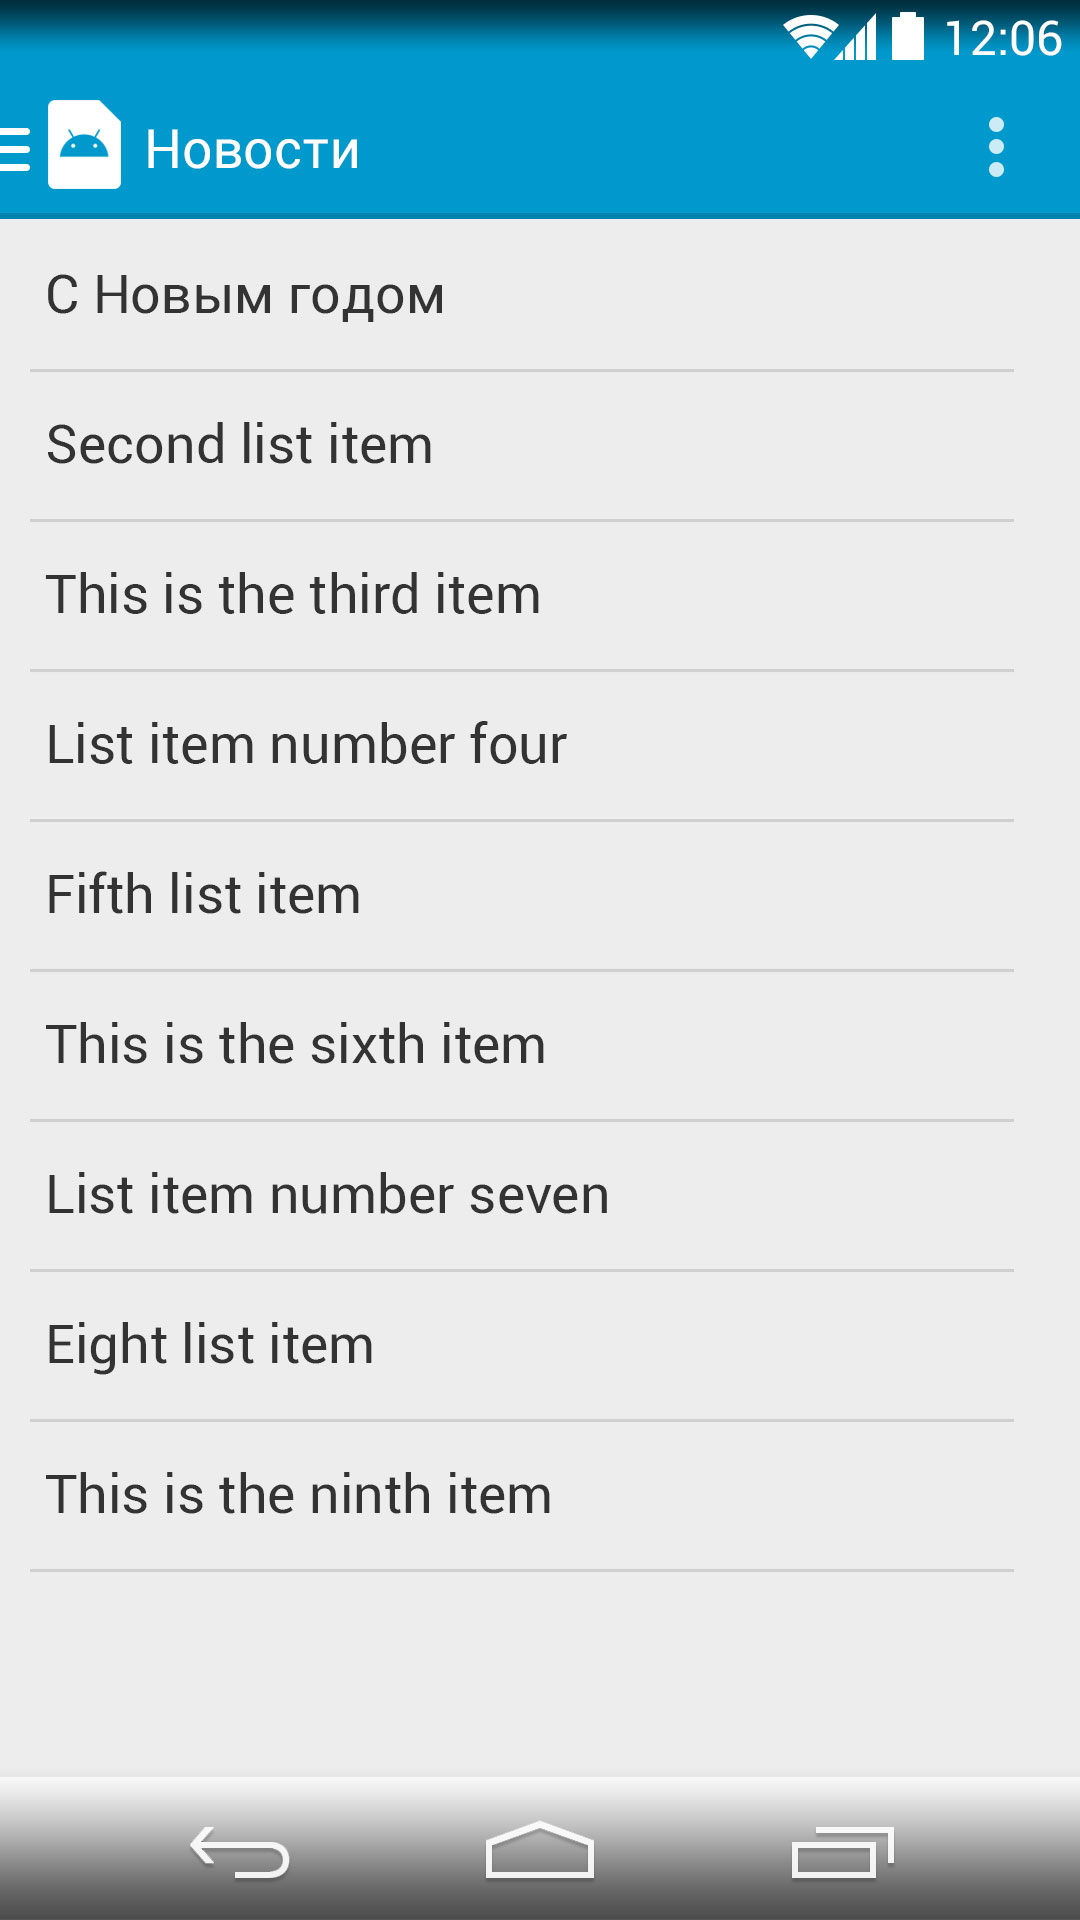 12:06
Новости
С Новым годом
Second list item
This is the third item
List item number four
Fifth list item
This is the sixth item
List item number seven
Eight list item
This is the ninth item